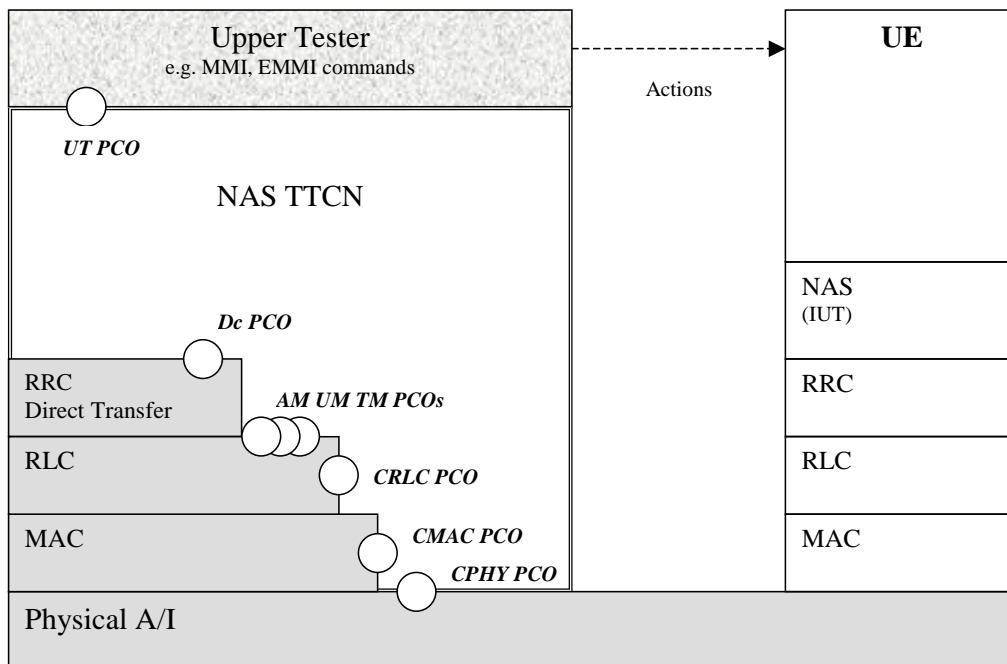 Upper Tester
e.g. MMI, EMMI commands
UE
Actions
UT PCO
NAS TTCN
NAS
(IUT)
Dc PCO
RRC
Direct Transfer
AM UM TM PCOs
RRC
RLC
CRLC PCO
RLC
MAC
CMAC PCO
MAC
CPHY PCO
Physical A/I